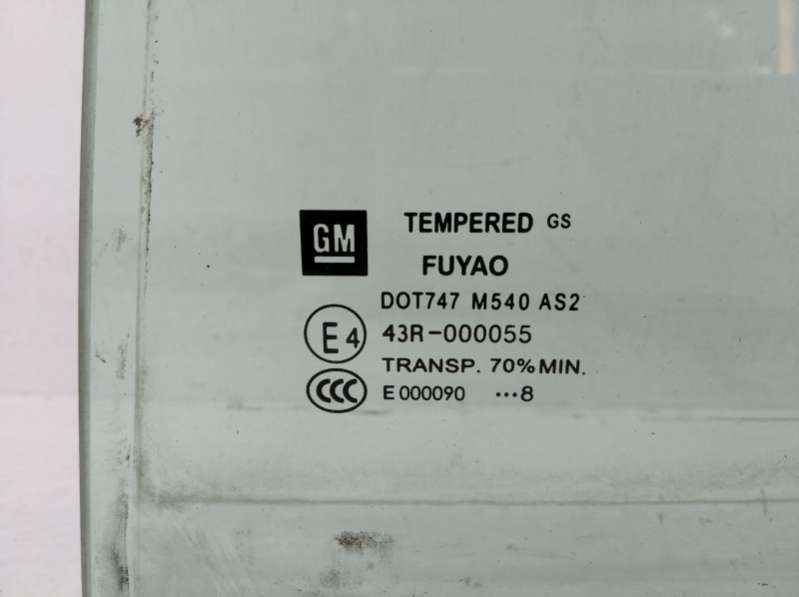 GM TEMPERED GS
FUYAO
DOT747 M540 AS2
E4 43R-000055
TRANSP. 70%MIN.
CCC E000090 •••8